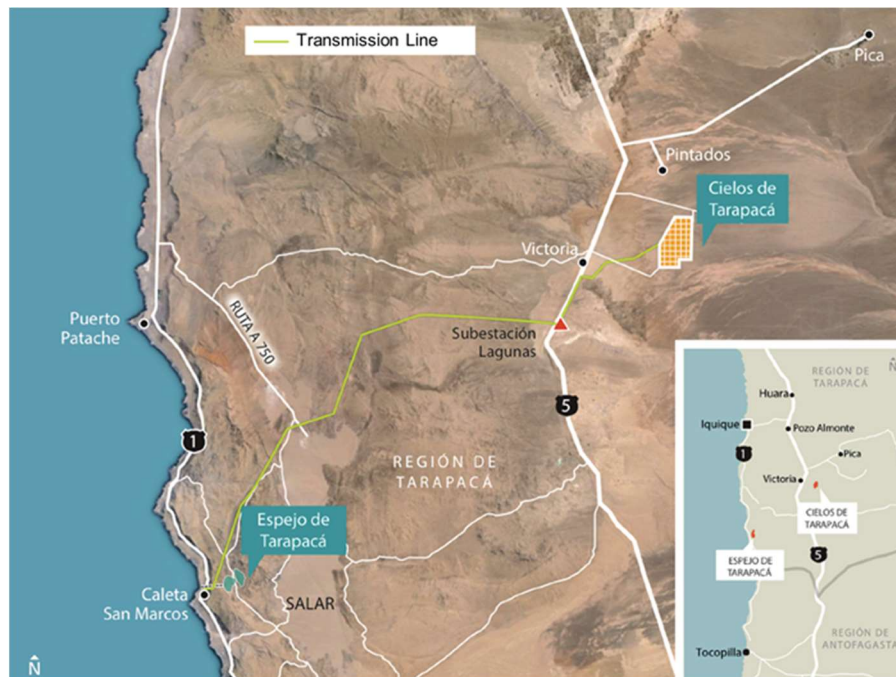 Transmission Line
Pica
Pintados
Cielos de
Tarapacá
Victoria
Puerto
Patache
RUTA A 750
Subestación
Lagunas
5
1
REGIÓN DE
TARAPACÁ
Espejo de
Tarapacá
Caleta
San Marcos
SALAR
N
REGIÓN DE
TARAPACÁ
N
Huara
Iquique
Pozo Almonte
1
Pica
Victoria
CIELOS DE
TARAPACÁ
ESPEJO DE
TARAPACÁ
5
REGIÓN DE
ANTOFAGASTA
Tocopilla